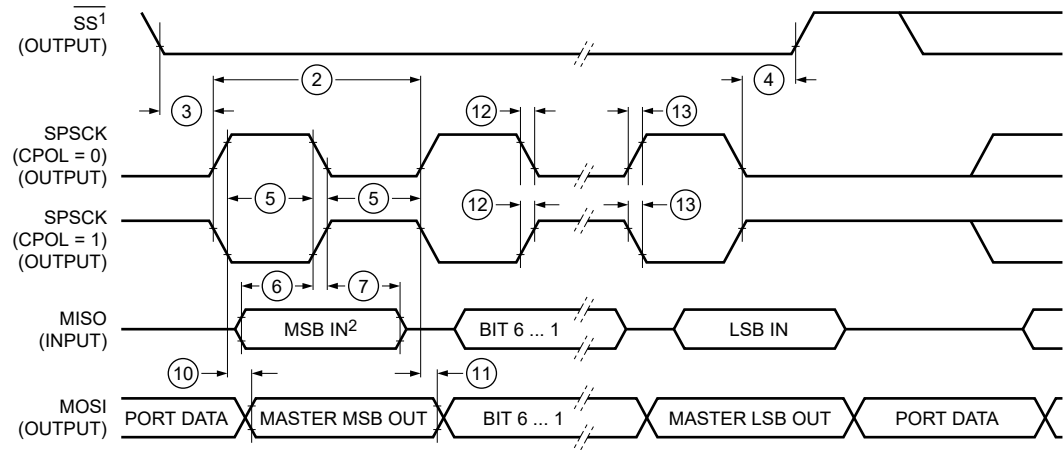 SS1
(OUTPUT)
2
3
4
SPSCK
(CPOL = 0)
(OUTPUT)
12
13
5
5
SPSCK
(CPOL = 1)
(OUTPUT)
12
13
6
7
MISO
(INPUT)
MSB IN2
BIT 6 ... 1
LSB IN
10
11
MOSI
(OUTPUT)
PORT DATA
MASTER MSB OUT
BIT 6 ... 1
MASTER LSB OUT
PORT DATA